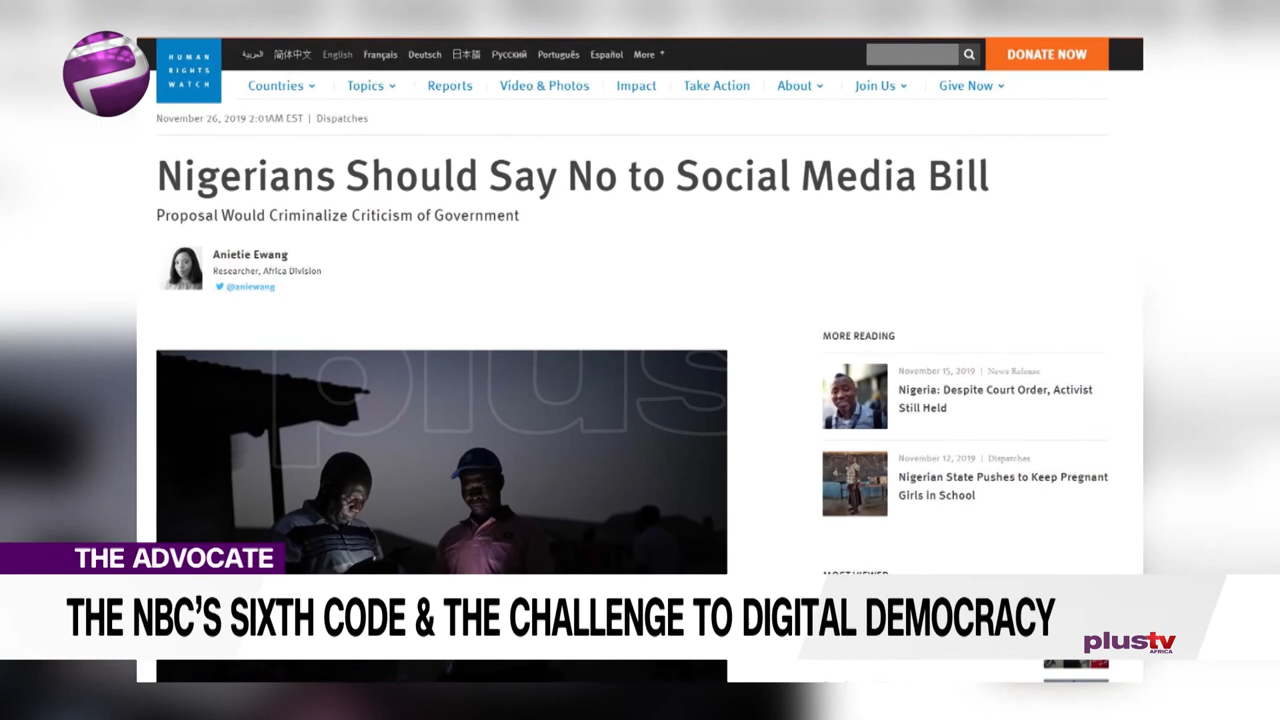 HUMAN
RIGHTS
WATCH
العربية 简体中文 English Français Deutsch 日本語 Русский Português Español More
DONATE NOW
Countries Topics Reports Video & Photos Impact Take Action About Join Us Give Now
November 26, 2019 2:01AM EST | Dispatches
Nigerians Should Say No to Social Media Bill
Proposal Would Criminalize Criticism of Government
Anietie Ewang
Researcher, Africa Division
@aniewang
MORE READING
November 15, 2019 | News Release
Nigeria: Despite Court Order, Activist
Still Held
November 12, 2019 | Dispatches
Nigerian State Pushes to Keep Pregnant
Girls in School
MOST VIEWED
plus
THE ADVOCATE
THE NBC'S SIXTH CODE & THE CHALLENGE TO DIGITAL DEMOCRACY
plustv
AFRICA